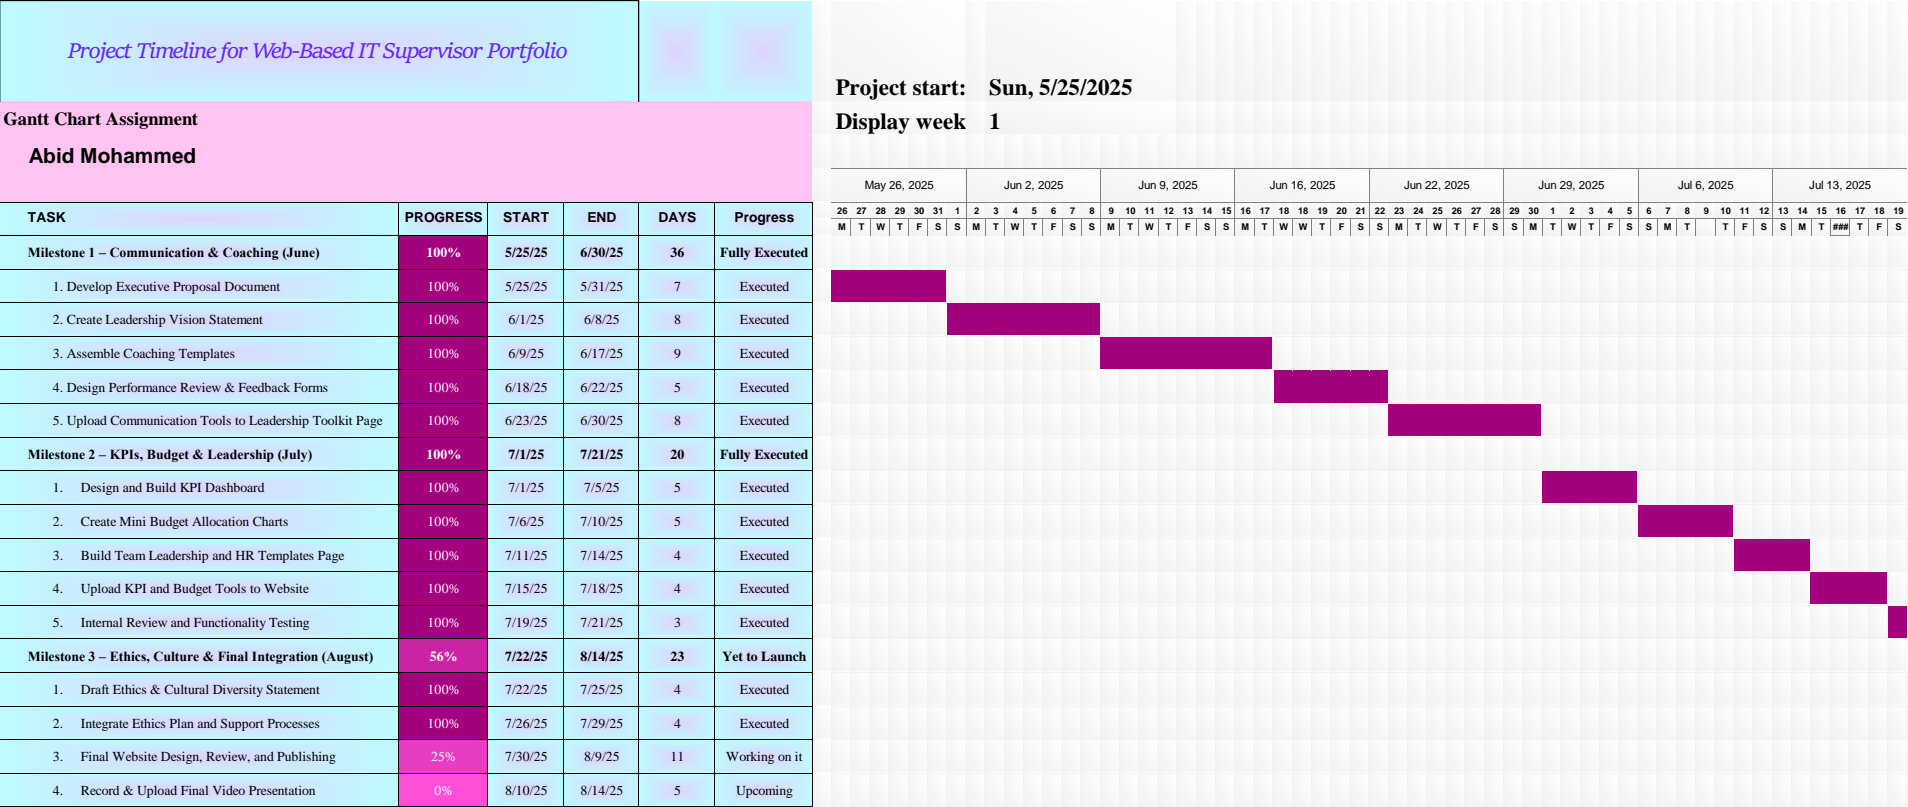 Project Timeline for Web-Based IT Supervisor Portfolio
Project start: Sun, 5/25/2025
Gantt Chart Assignment
Display week 1
Abid Mohammed
May 26, 2025 Jun 2, 2025 Jun 9, 2025 Jun 16, 2025 Jun 22, 2025 Jun 29, 2025 Jul 6, 2025 Jul 13, 2025
TASK PROGRESS START END DAYS Progress
26 27 28 29 30 31 1 2 3 4 5 6 7 8 9 10 11 12 13 14 15 16 17 18 19 20 21 22 23 24 25 26 27 28 29 30 1 2 3 4 5 6 7 8 9 10 11 12 13 14 15 16 17 18 19
M T W T F S S M T W T F S S M T W T F S S M T W W T F S S M T W T F S S M T W T F S S M T T F S S M T ### T F S
Milestone 1 – Communication & Coaching (June) 100% 5/25/25 6/30/25 36 Fully Executed
1. Develop Executive Proposal Document 100% 5/25/25 5/31/25 7 Executed
2. Create Leadership Vision Statement 100% 6/1/25 6/8/25 8 Executed
3. Assemble Coaching Templates 100% 6/9/25 6/17/25 9 Executed
4. Design Performance Review & Feedback Forms 100% 6/18/25 6/22/25 5 Executed
5. Upload Communication Tools to Leadership Toolkit Page 100% 6/23/25 6/30/25 8 Executed
Milestone 2 – KPIs, Budget & Leadership (July) 100% 7/1/25 7/21/25 20 Fully Executed
1. Design and Build KPI Dashboard 100% 7/1/25 7/5/25 5 Executed
2. Create Mini Budget Allocation Charts 100% 7/6/25 7/10/25 5 Executed
3. Build Team Leadership and HR Templates Page 100% 7/11/25 7/14/25 4 Executed
4. Upload KPI and Budget Tools to Website 100% 7/15/25 7/18/25 4 Executed
5. Internal Review and Functionality Testing 100% 7/19/25 7/21/25 3 Executed
Milestone 3 – Ethics, Culture & Final Integration (August) 56% 7/22/25 8/14/25 23 Yet to Launch
1. Draft Ethics & Cultural Diversity Statement 100% 7/22/25 7/25/25 4 Executed
2. Integrate Ethics Plan and Support Processes 100% 7/26/25 7/29/25 4 Executed
3. Final Website Design, Review, and Publishing 25% 7/30/25 8/9/25 11 Working on it
4. Record & Upload Final Video Presentation 0% 8/10/25 8/14/25 5 Upcoming